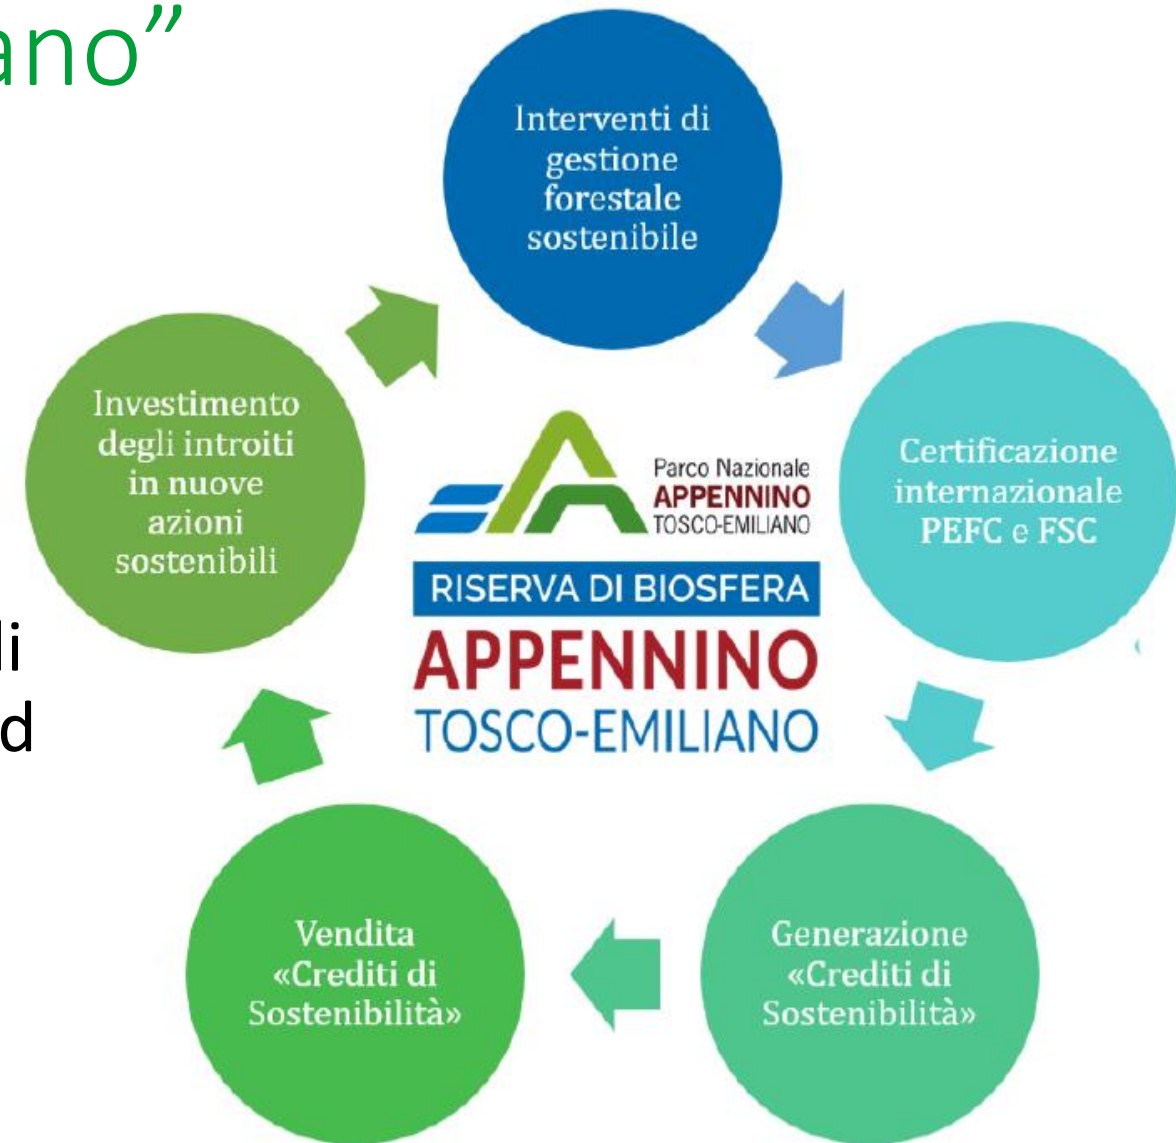 ano”
Interventi di
gestione
forestale
sostenibile
Certificazione
internazionale
PEFC e FSC
Generazione
«Crediti di
Sostenibilità»
Vendita
«Crediti di
Sostenibilità»
Investimento
degli introiti
in nuove
azioni
sostenibili
Parco Nazionale
APPENNINO
TOSCO-EMILIANO
RISERVA DI BIOSFERA
APPENNINO
TOSCO-EMILIANO
li
d